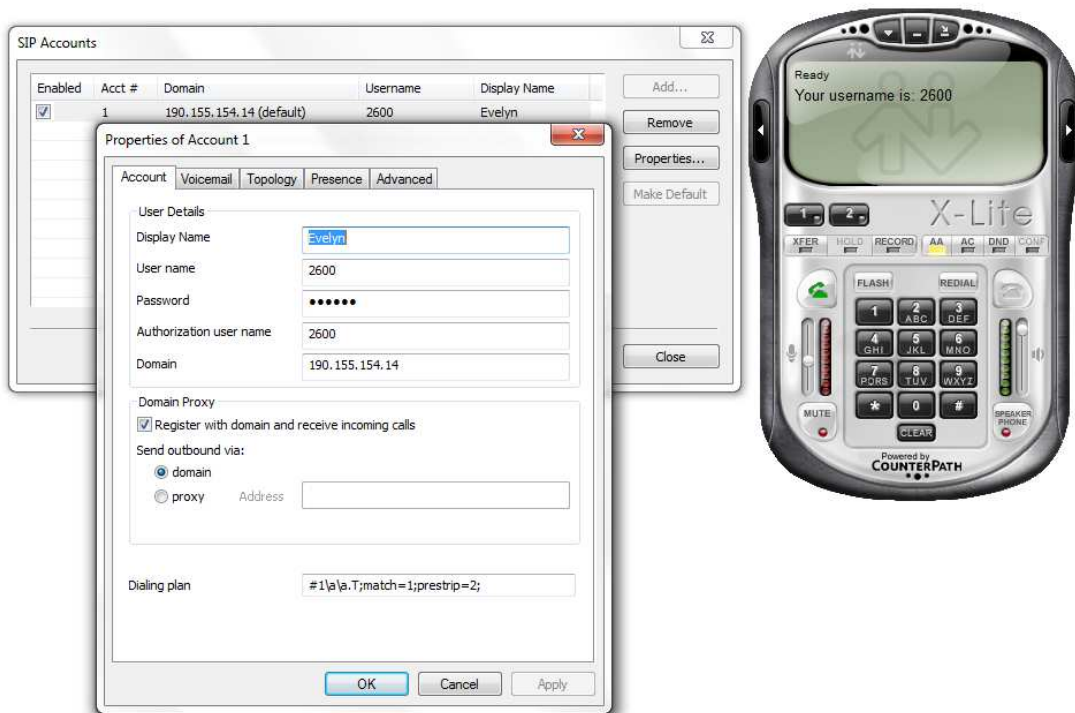 SIP Accounts
Enabled Acct # Domain Username Display Name
1 190.155.154.14 (default) 2600 Evelyn
Add...
Remove
Properties...
Make Default
Close
Properties of Account 1
Account Voicemail Topology Presence Advanced
User Details
Display Name Evelyn
User name 2600
Password ••••••
Authorization user name 2600
Domain 190.155.154.14
Domain Proxy
Register with domain and receive incoming calls
Send outbound via:
domain
proxy Address
Dialing plan #1\a\a.T;match=1;prestrip=2;
OK Cancel Apply
Ready
Your username is: 2600
1 2 X-Lite
XFER HOLD RECORD AA AC DND CONF
FLASH REDIAL
1 2 ABC 3 DEF
4 GHI 5 JKL 6 MNO
7 PQRS 8 TUV 9 WXYZ
* 0 #
MUTE CLEAR SPEAKER PHONE
Powered by
COUNTERPATH